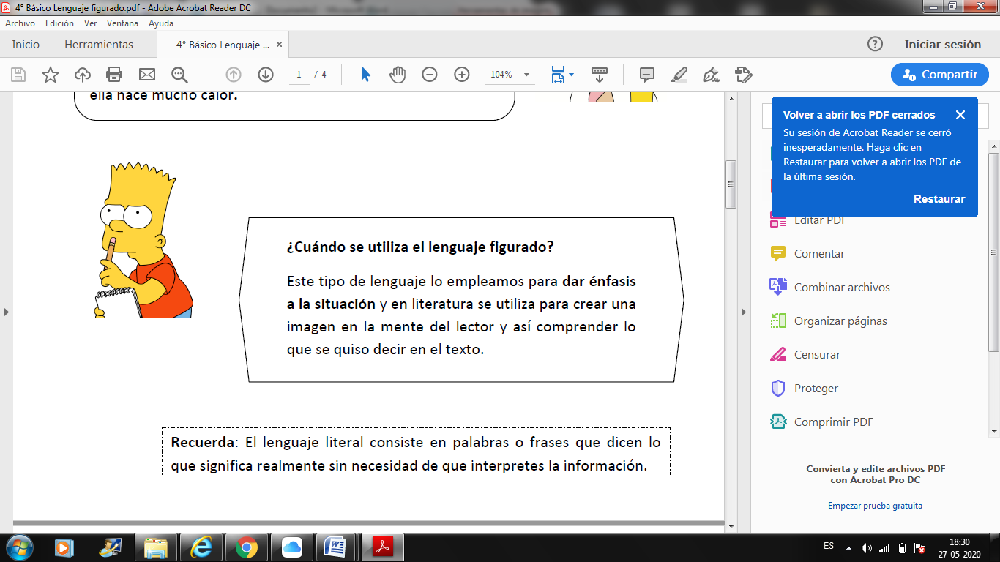 4° Básico Lenguaje figurado.pdf - Adobe Acrobat Reader DC
Archivo Edición Ver Ventana Ayuda
Inicio Herramientas 4° Básico Lenguaje ... × Iniciar sesión
1 / 4 104% Compartir
ella hace mucho calor.
Volver a abrir los PDF cerrados
Su sesión de Acrobat Reader se cerró
inesperadamente. Haga clic en
Restaurar para volver a abrir los PDF de
la última sesión.
Restaurar
¿Cuándo se utiliza el lenguaje figurado?
Este tipo de lenguaje lo empleamos para dar énfasis
a la situación y en literatura se utiliza para crear una
imagen en la mente del lector y así comprender lo
que se quiso decir en el texto.
Recuerda: El lenguaje literal consiste en palabras o frases que dicen lo
que significa realmente sin necesidad de que interpretes la información.
Editar PDF
Comentar
Combinar archivos
Organizar páginas
Censurar
Proteger
Comprimir PDF
Convierta y edite archivos PDF
con Acrobat Pro DC
Empezar prueba gratuita
ES 18:30
27-05-2020